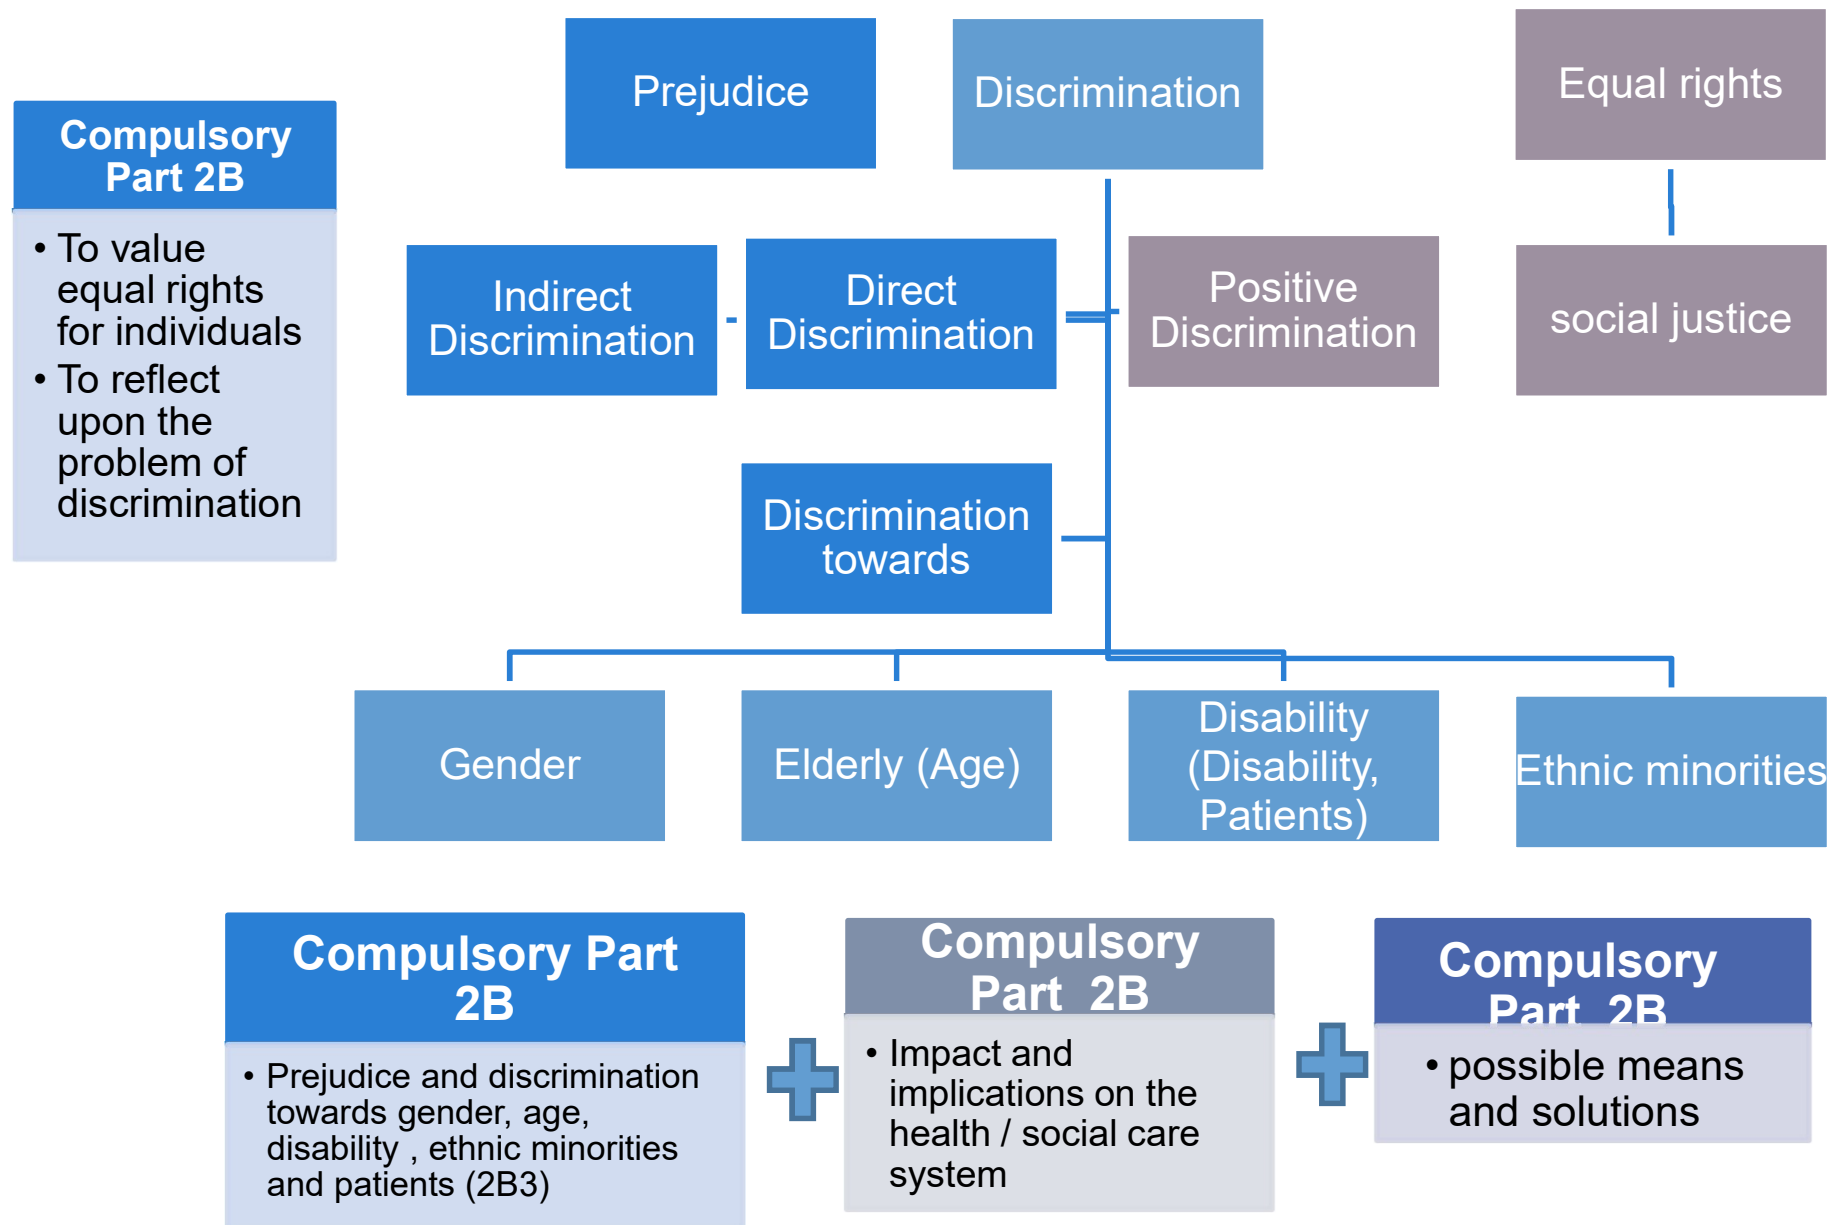 Prejudice
Discrimination
Equal rights
Compulsory
Part 2B
• To value
equal rights
for individuals
• To reflect
upon the
problem of
discrimination
Indirect
Discrimination
Direct
Discrimination
Positive
Discrimination
social justice
Discrimination
towards
Gender
Elderly (Age)
Disability
(Disability,
Patients)
Ethnic minorities
Compulsory Part
2B
• Prejudice and discrimination
towards gender, age,
disability , ethnic minorities
and patients (2B3)
Compulsory
Part 2B
• Impact and
implications on the
health / social care
system
Compulsory
Part 2B
• possible means
and solutions